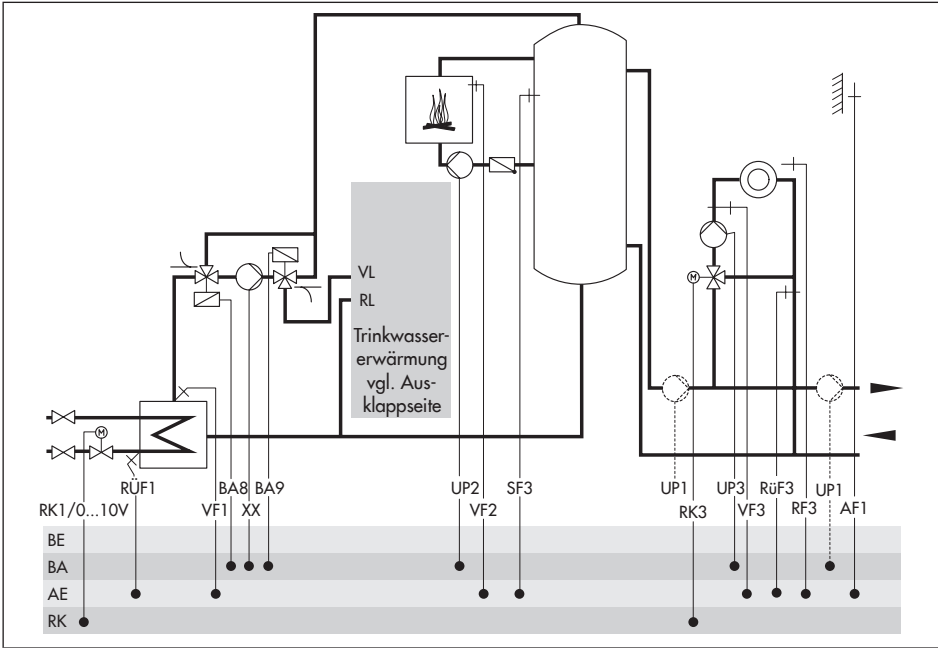 VL
RL
Trinkwasser-
erwärmung
vgl. Aus-
klappseite
M
M
RÜF1
BA8
BA9
UP2
SF3
UP1
UP3
RüF3
UP1
RK1/0...10V
VF1
XX
VF2
RK3
VF3
RF3
AF1
BE
BA
AE
RK